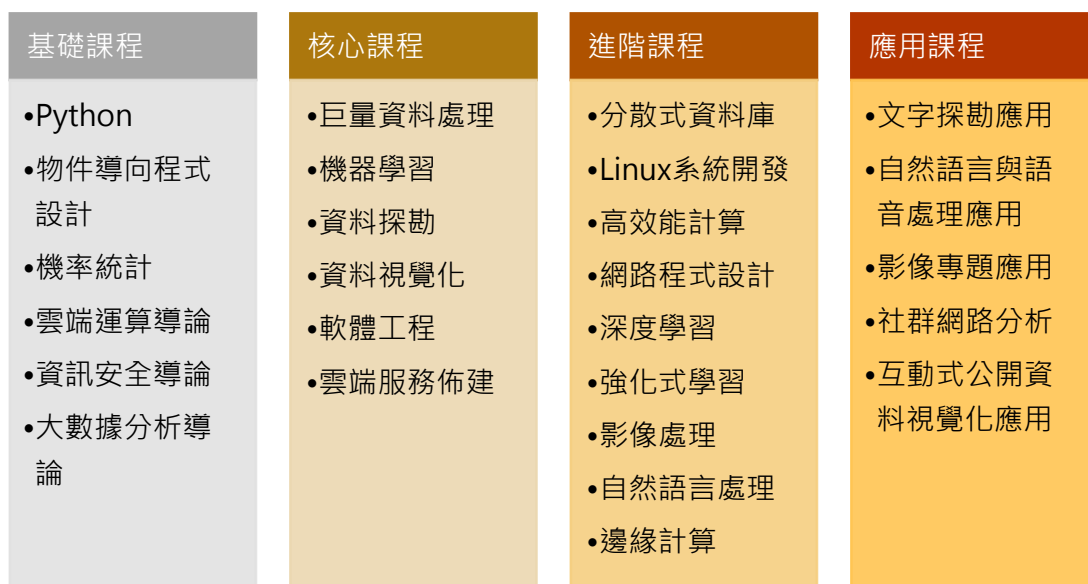 基礎課程
•Python
•物件導向程式
設計
•機率統計
•雲端運算導論
•資訊安全導論
•大數據分析導
論
核心課程
•巨量資料處理
•機器學習
•資料探勘
•資料視覺化
•軟體工程
•雲端服務佈建
進階課程
•分散式資料庫
•Linux系統開發
•高效能計算
•網路程式設計
•深度學習
•強化式學習
•影像處理
•自然語言處理
•邊緣計算
應用課程
•文字探勘應用
•自然語言與語
音處理應用
•影像專題應用
•社群網路分析
•互動式公開資
料視覺化應用